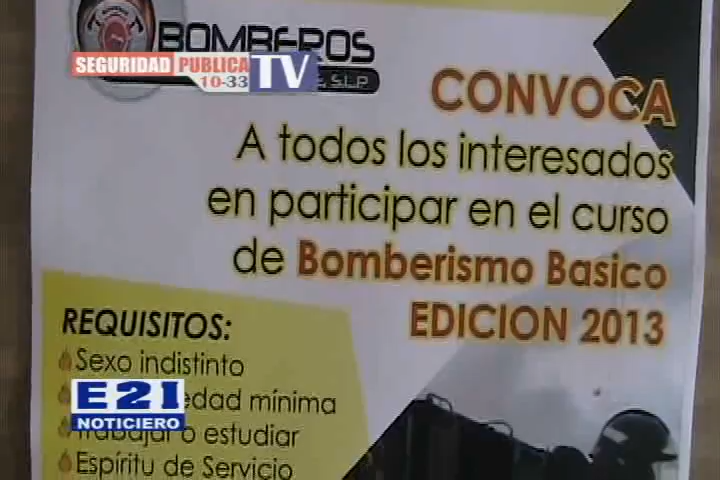 BOMBEROS
SEGURIDAD PUBLICA TV
10-33
S.L.P.
CONVOCA
A todos los interesados
en participar en el curso
de Bomberismo Basico
EDICION 2013
REQUISITOS:
Sexo indistinto
edad mínima
Trabajar o estudiar
Espíritu de Servicio
E21
NOTICIERO